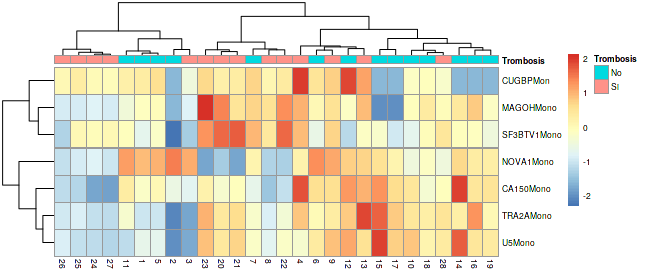 Trombosis
CUGBPMon
MAGOHMono
SF3BTV1Mono
NOVA1Mono
CA150Mono
TRA2AMono
U5Mono
26 25 24 27 11 1 5 2 3 23 20 21 7 8 22 4 6 9 12 13 15 17 10 18 28 14 16 19
2
1
0
-1
-2
Trombosis
No
SI